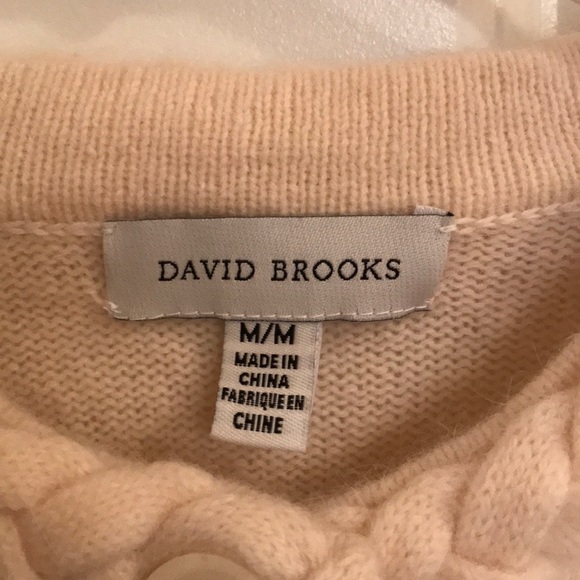 DAVID BROOKS
M/M
MADE IN
CHINA
FABRIQUE EN
CHINE